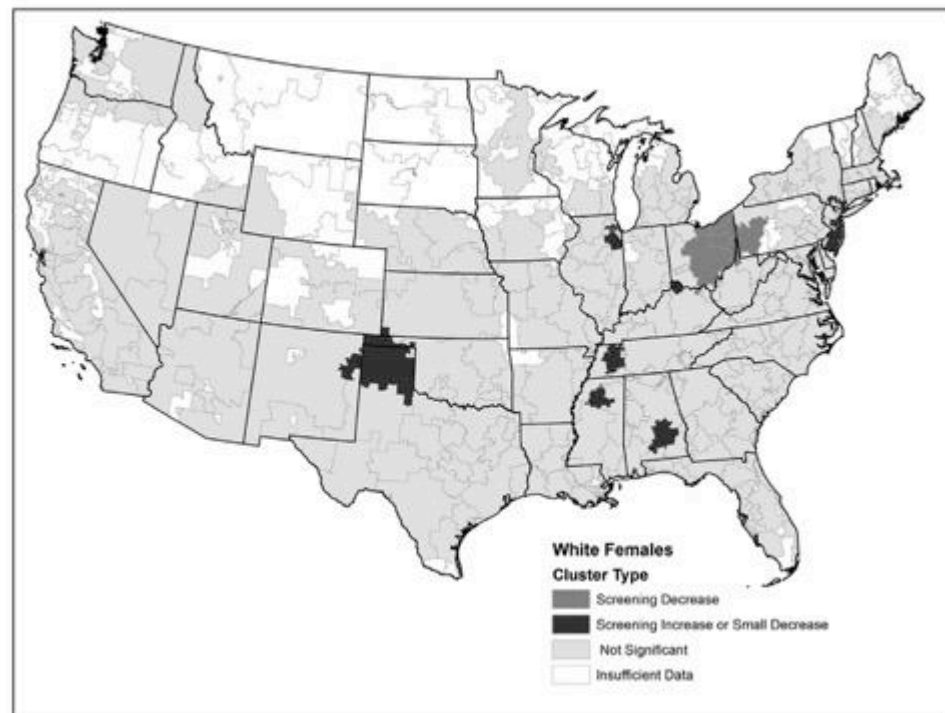 White Females
Cluster Type
Screening Decrease
Screening Increase or Small Decrease
Not Significant
Insufficient Data